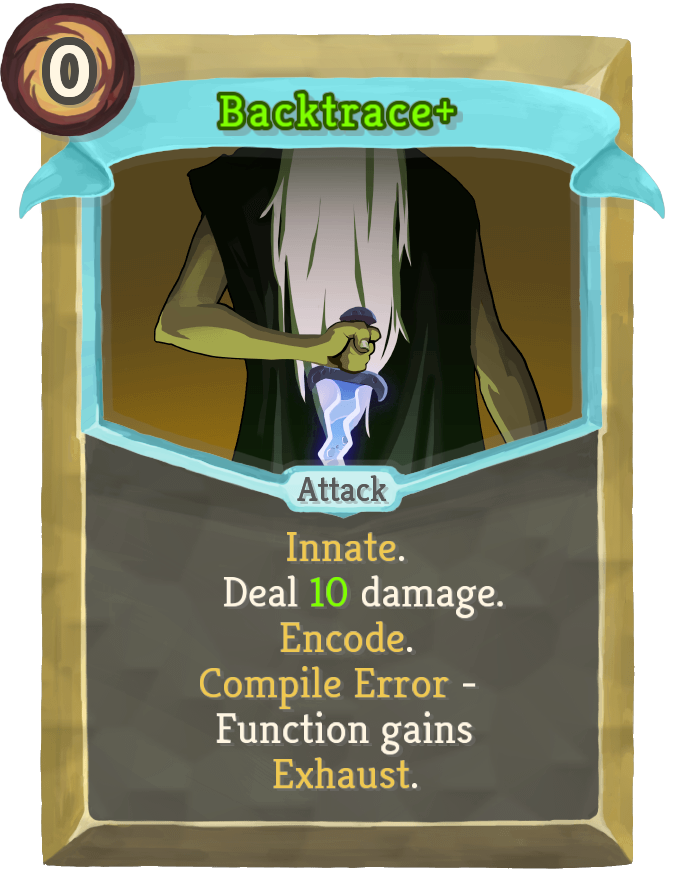 0
Backtrace+
Attack
Innate.
Deal 10 damage.
Encode.
Compile Error -
Function gains
Exhaust.